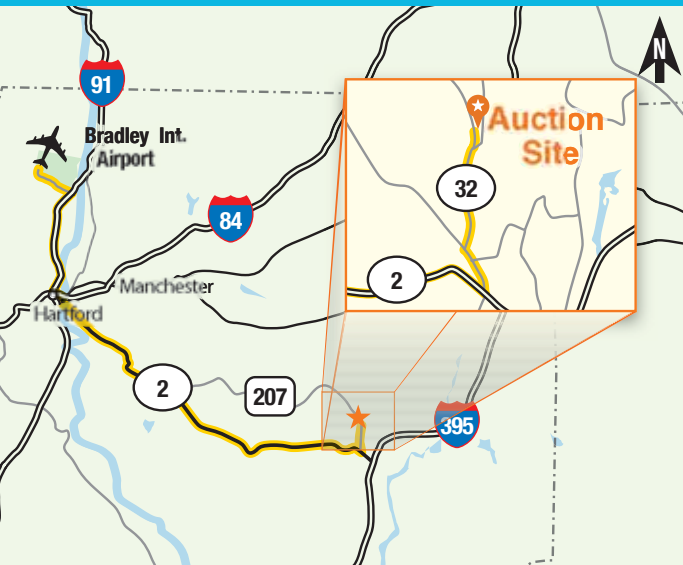 N
91
Bradley Int.
Airport
Auction
Site
32
84
2
Manchester
Hartford
2
207
395